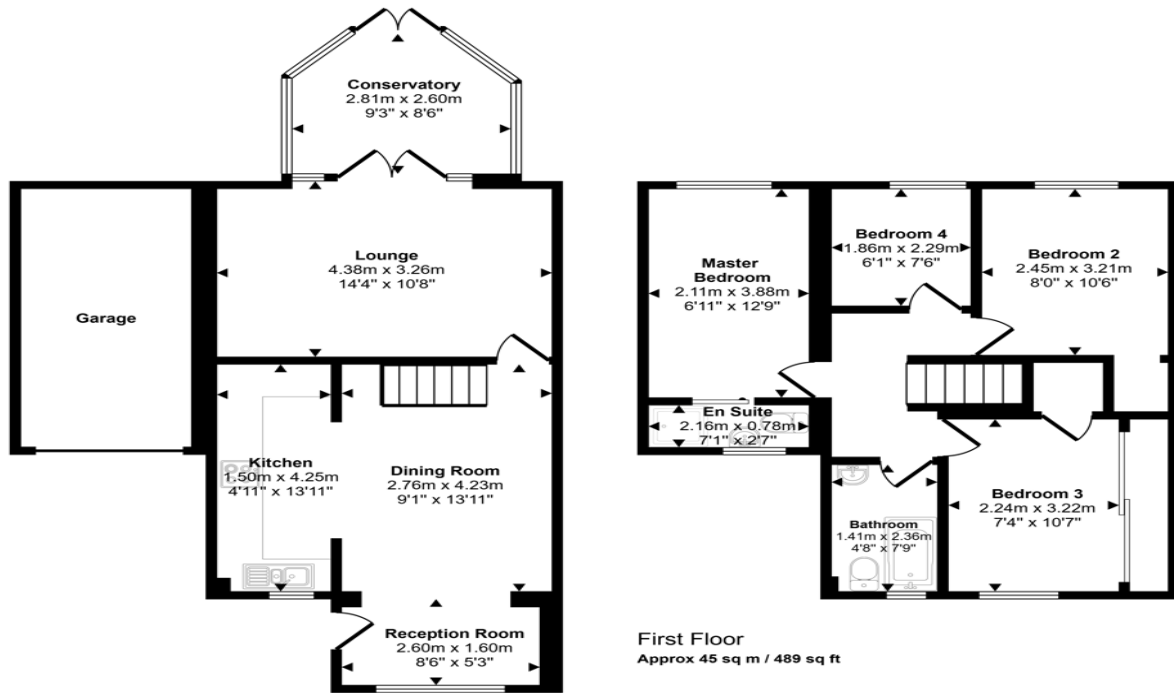 Conservatory
2.81m x 2.60m
9'3" x 8'6"
Lounge
4.38m x 3.26m
14'4" x 10'8"
Garage
Kitchen
1.50m x 4.25m
4'11" x 13'11"
Dining Room
2.76m x 4.23m
9'1" x 13'11"
Reception Room
2.60m x 1.60m
8'6" x 5'3"
Master
Bedroom
2.11m x 3.88m
6'11" x 12'9"
Bedroom 4
1.86m x 2.29m
6'1" x 7'6"
Bedroom 2
2.45m x 3.21m
8'0" x 10'6"
En Suite
2.16m x 0.78m
7'1" x 2'7"
Bathroom
1.41m x 2.36m
4'8" x 7'9"
Bedroom 3
2.24m x 3.22m
7'4" x 10'7"
First Floor
Approx 45 sq m / 489 sq ft